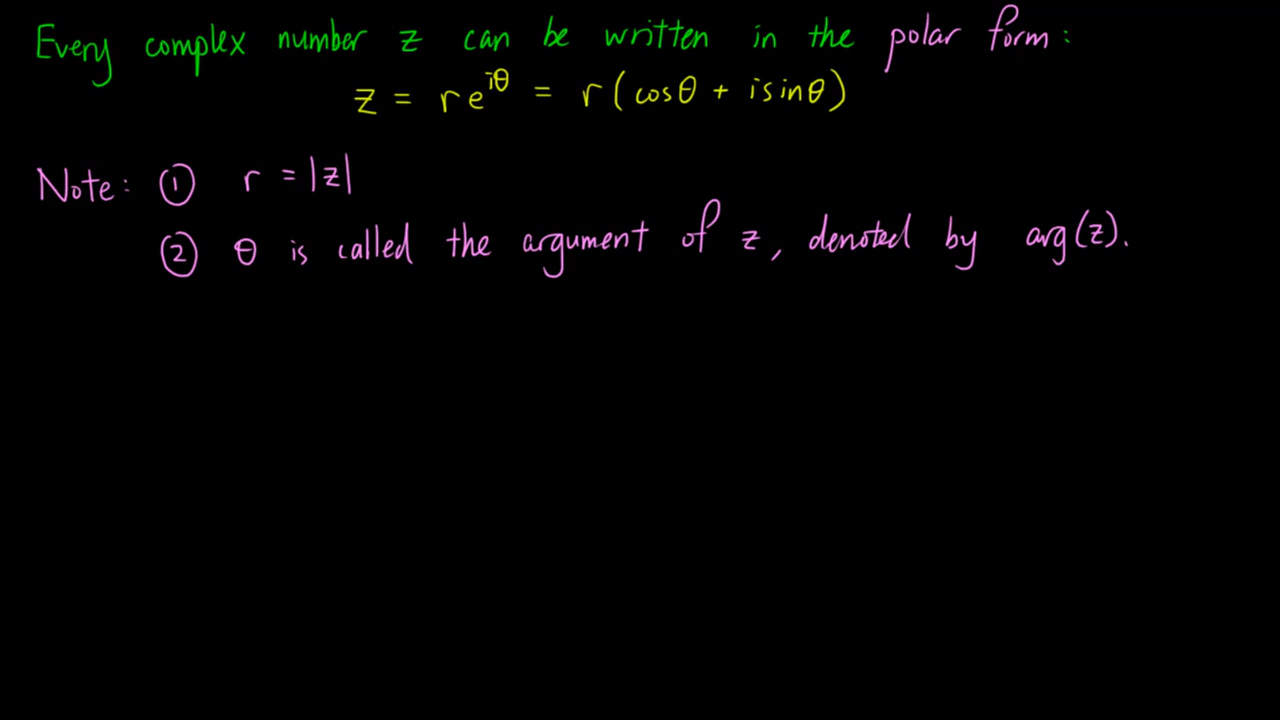 Every complex number z can be written in the polar form:
z = re^{iθ} = r(cosθ + isinθ)
Note: ① r = |z|
② θ is called the argument of z, denoted by arg(z).